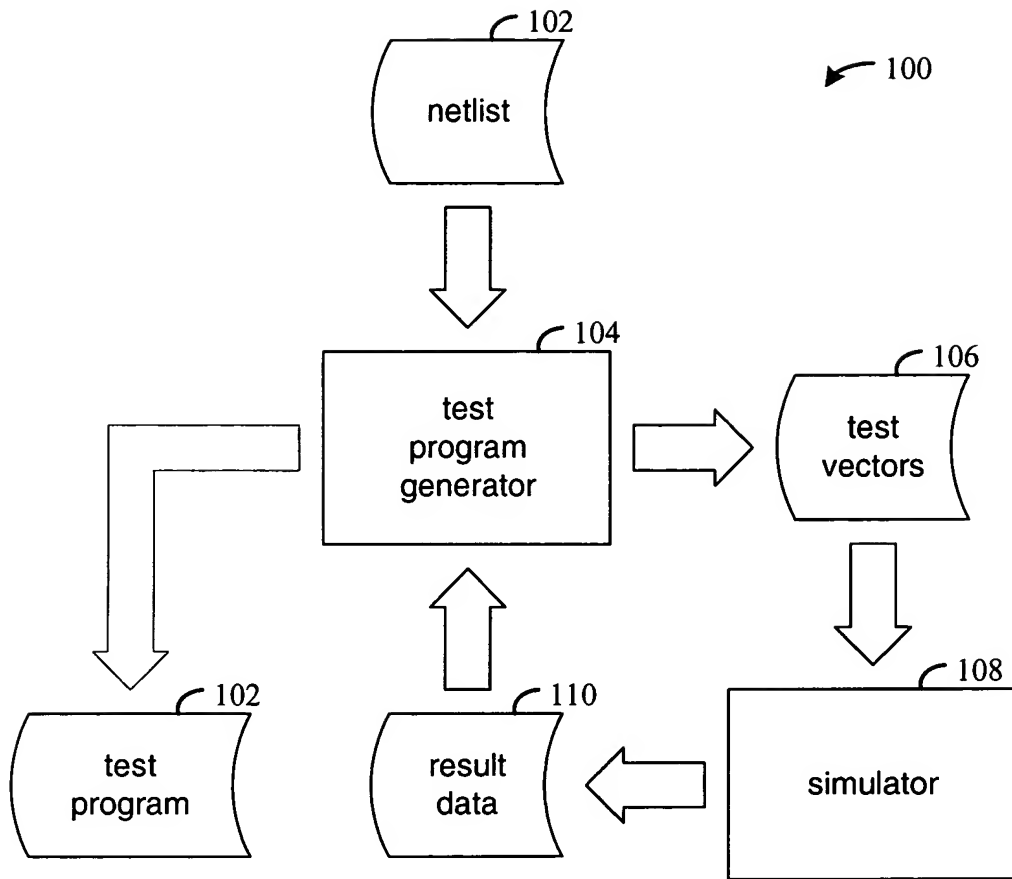 102
100
netlist
104
test
program
generator
106
test
vectors
102
test
program
110
result
data
108
simulator